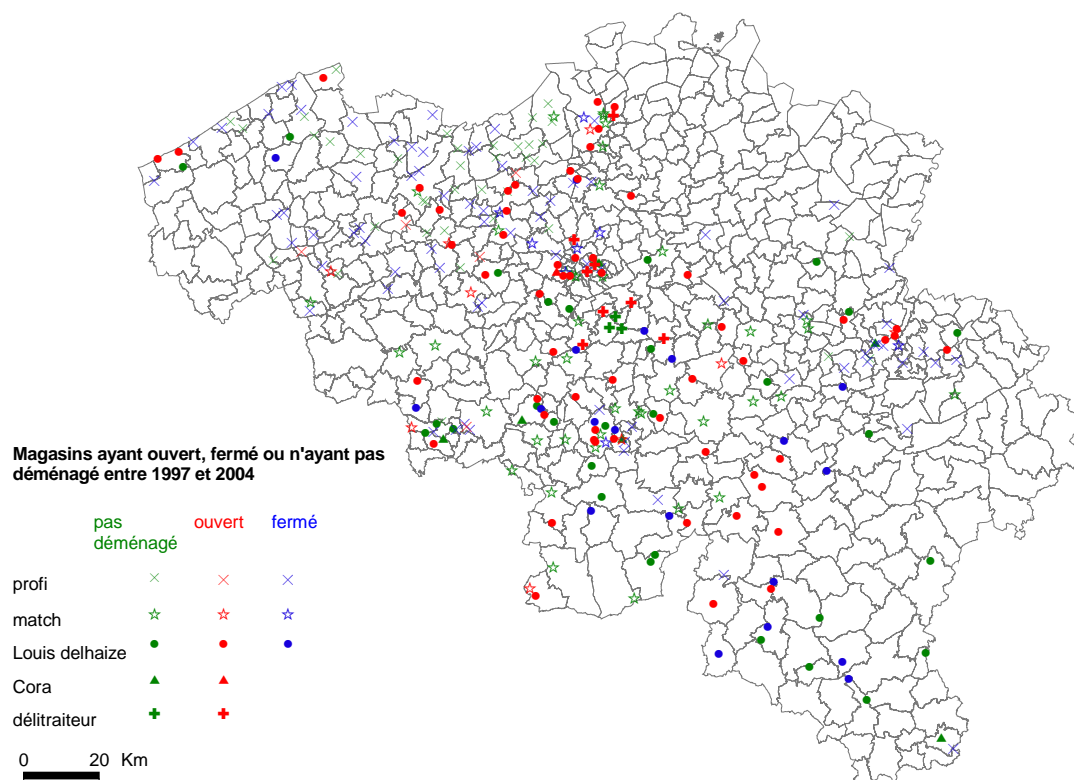 Magasins ayant ouvert, fermé ou n'ayant pas
déménagé entre 1997 et 2004
pas ouvert fermé
déménagé
profi
match
Louis delhaize
Cora
délitraiteur
0 20 Km